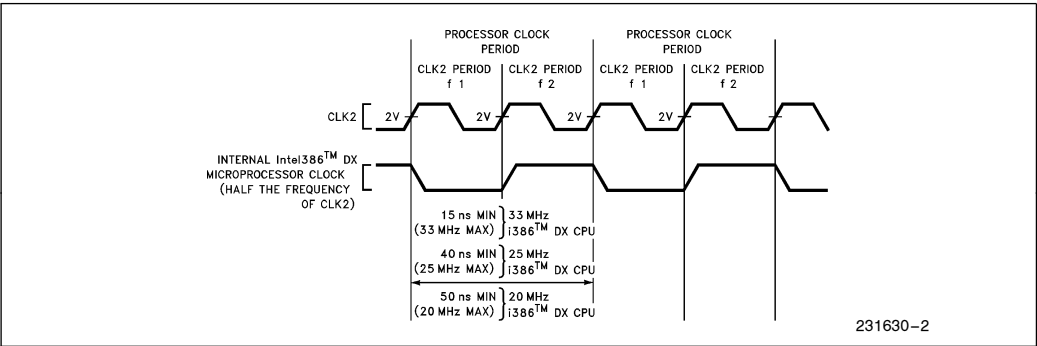 PROCESSOR CLOCK PERIOD
PROCESSOR CLOCK PERIOD
CLK2 PERIOD f 1
CLK2 PERIOD f 2
CLK2 PERIOD f 1
CLK2 PERIOD f 2
CLK2
2V
2V
2V
2V
2V
INTERNAL Intel386™ DX
MICROPROCESSOR CLOCK
(HALF THE FREQUENCY
OF CLK2)
15 ns MIN } 33 MHz
(33 MHz MAX) i386™ DX CPU
40 ns MIN } 25 MHz
(25 MHz MAX) i386™ DX CPU
50 ns MIN } 20 MHz
(20 MHz MAX) i386™ DX CPU
231630–2